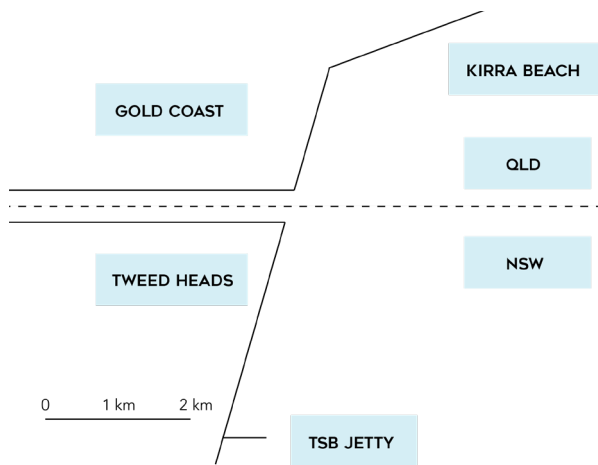 KIRRA BEACH
GOLD COAST
QLD
NSW
TWEED HEADS
0 1 km 2 km
TSB JETTY